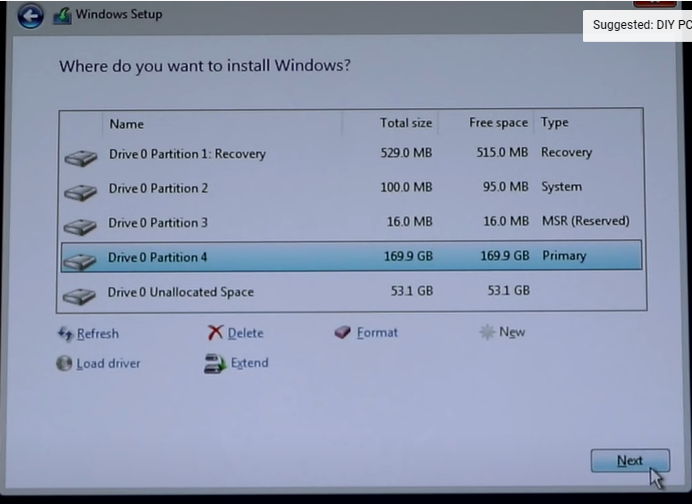 Windows Setup
Suggested: DIY PC
Where do you want to install Windows?
Name Total size Free space Type
Drive 0 Partition 1: Recovery 529.0 MB 515.0 MB Recovery
Drive 0 Partition 2 100.0 MB 95.0 MB System
Drive 0 Partition 3 16.0 MB 16.0 MB MSR (Reserved)
Drive 0 Partition 4 169.9 GB 169.9 GB Primary
Drive 0 Unallocated Space 53.1 GB 53.1 GB
Refresh Delete Format New
Load driver Extend
Next